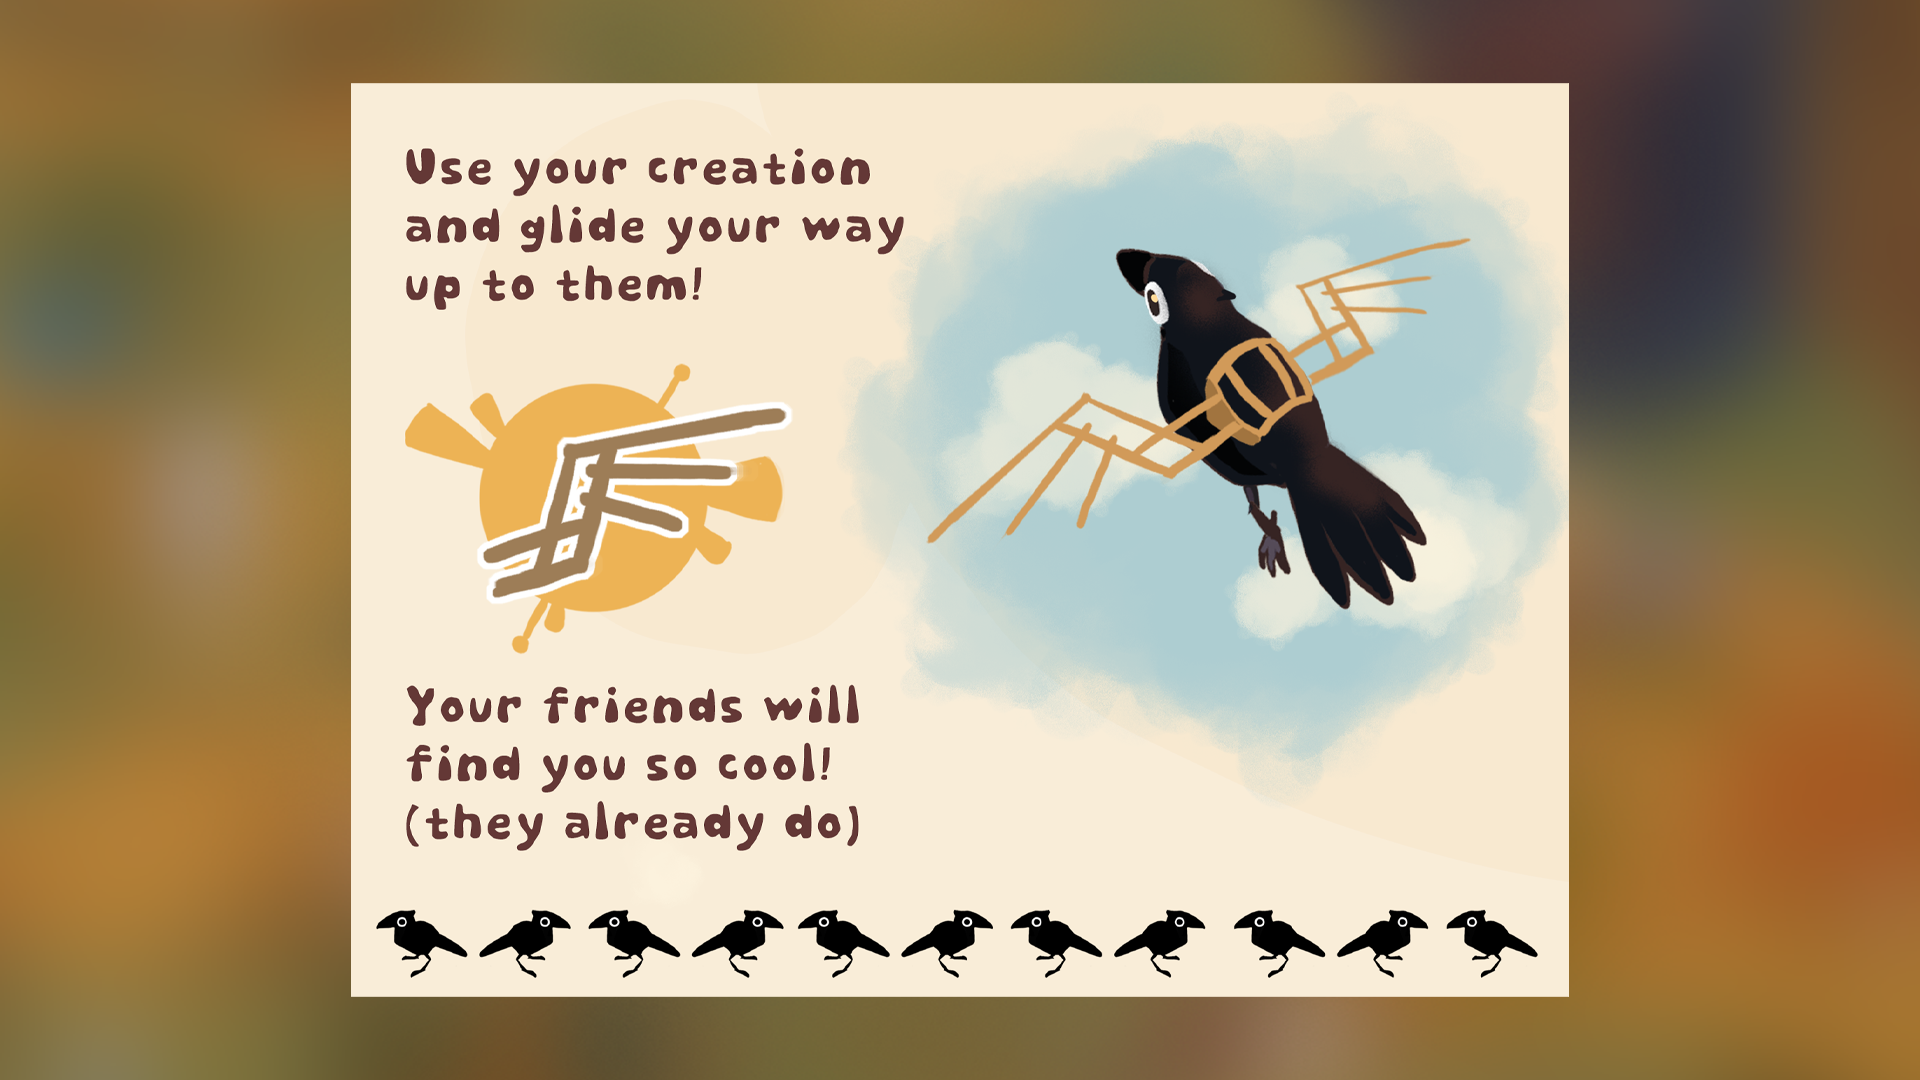 Use your creation
and glide your way
up to them!
Your friends will
find you so cool!
(they already do)